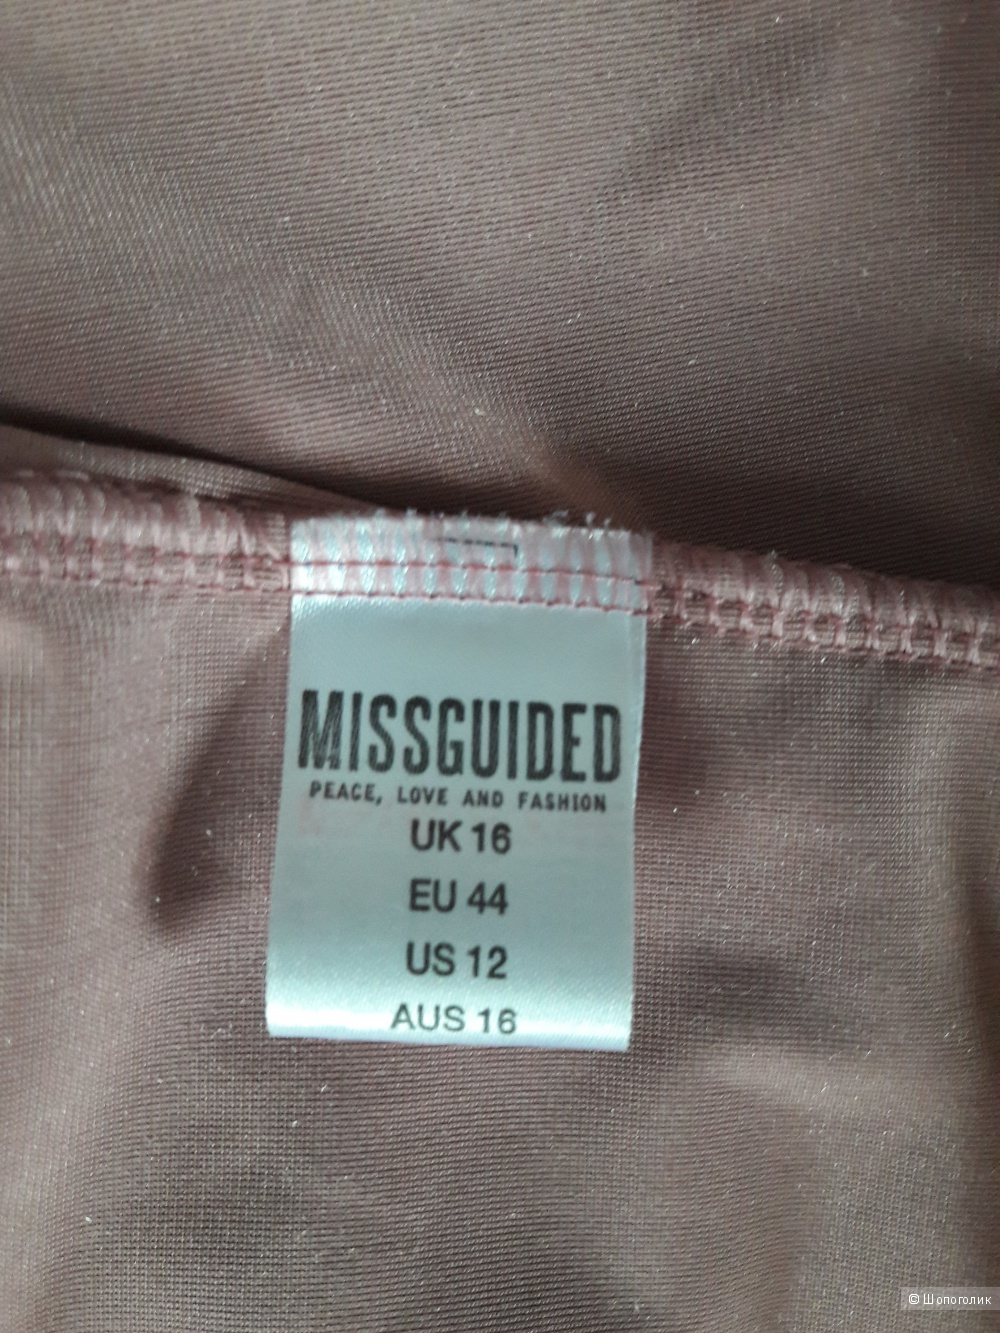 MISSGUIDED
PEACE, LOVE AND FASHION
UK 16
EU 44
US 12
AUS 16
© Шопоголик